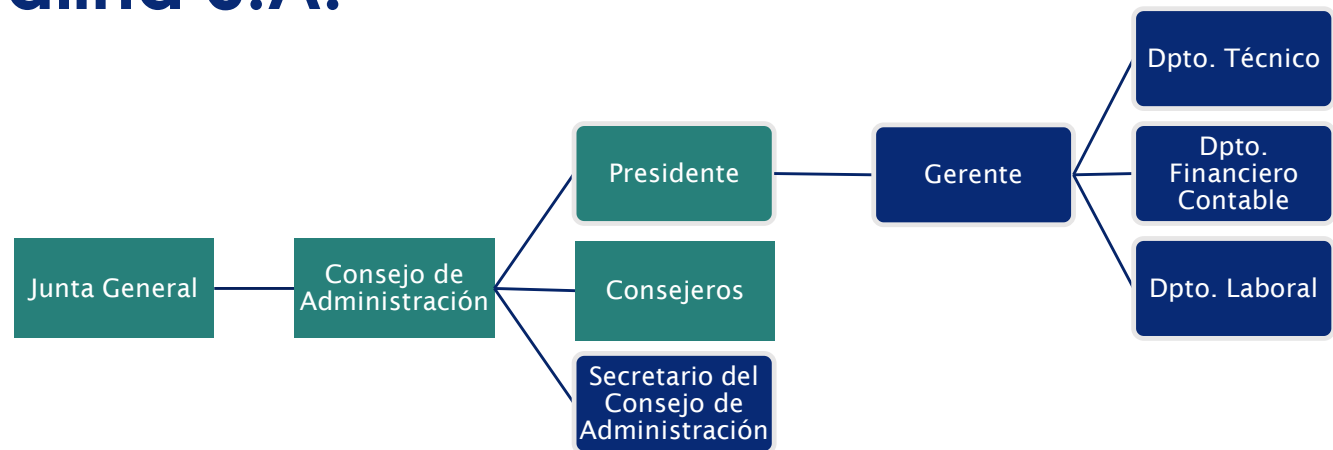 S.A.
Dpto. Técnico
Presidente
Gerente
Dpto.
Financiero
Contable
Junta General
Consejo de
Administración
Consejeros
Dpto. Laboral
Secretario del
Consejo de
Administración